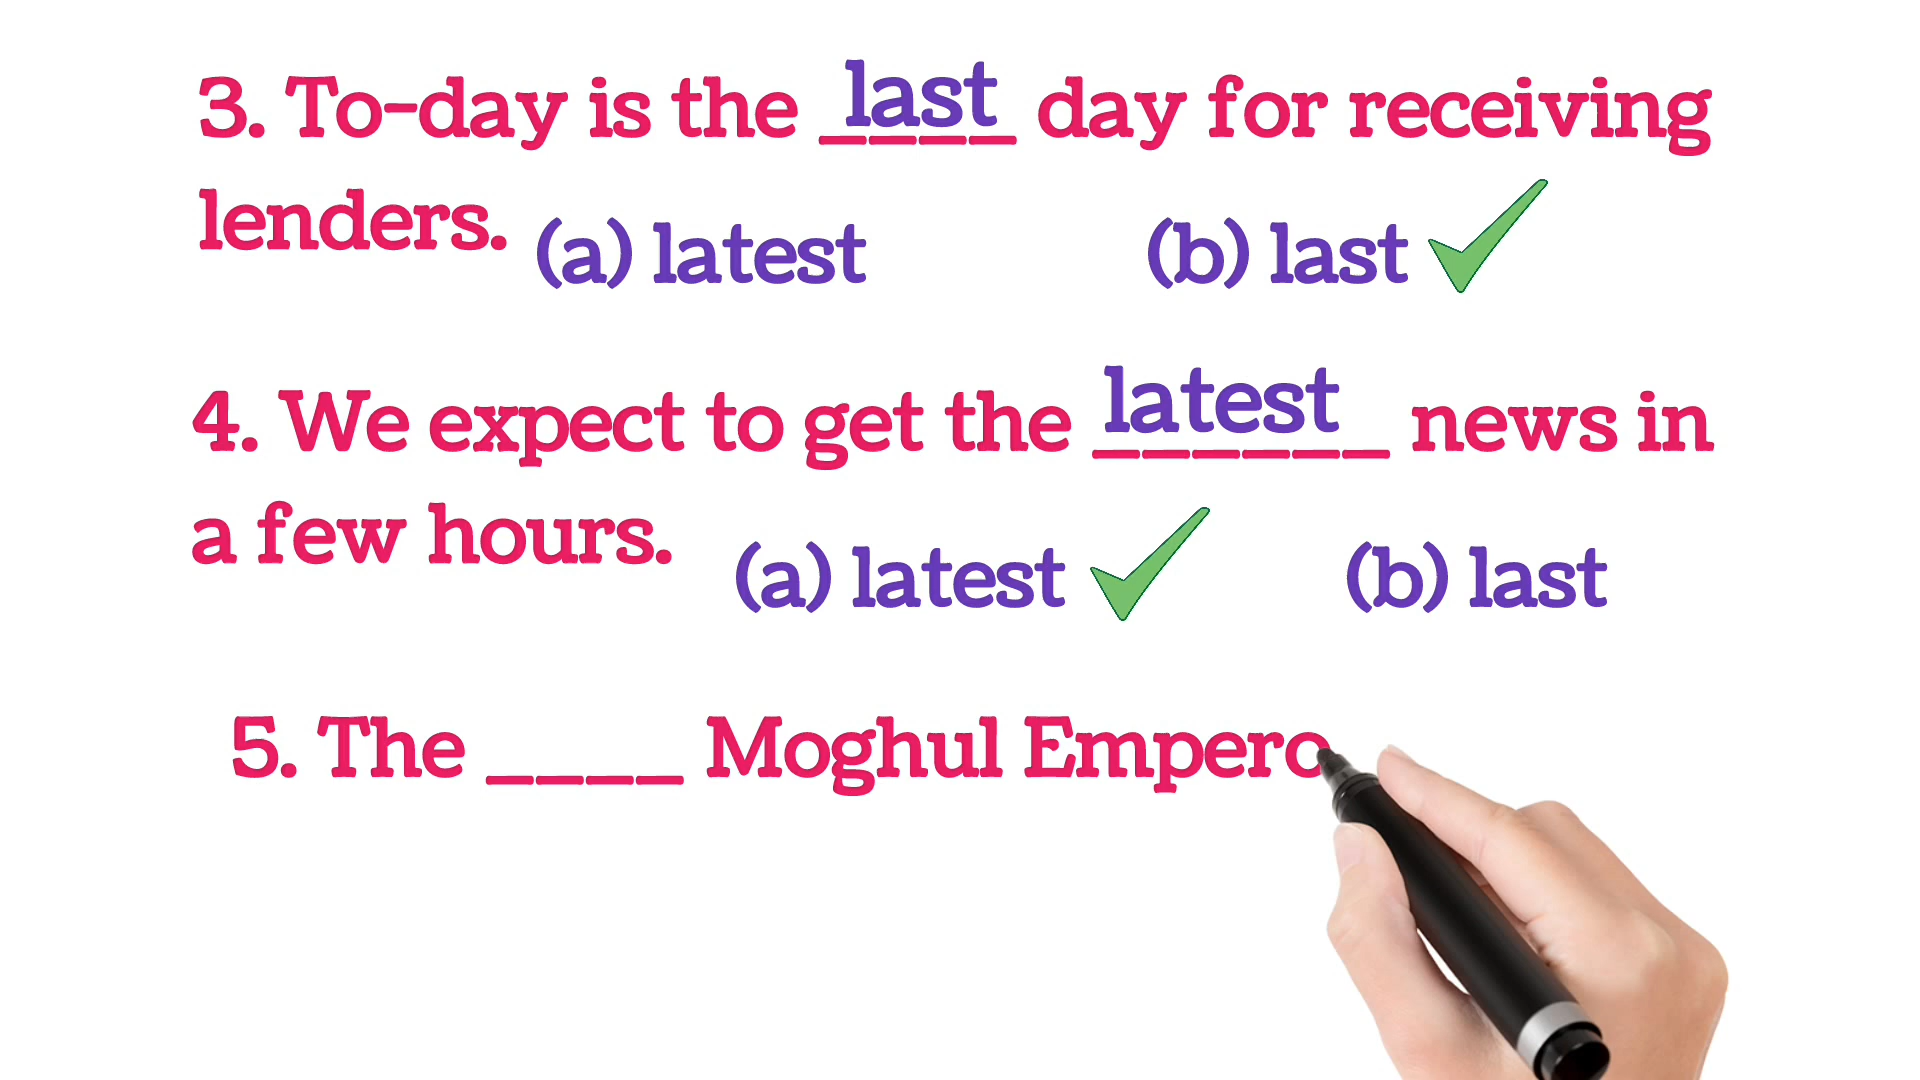 3. To-day is the last day for receiving
lenders. (a) latest (b) last
4. We expect to get the latest news in
a few hours. (a) latest (b) last
5. The ____ Moghul Empero